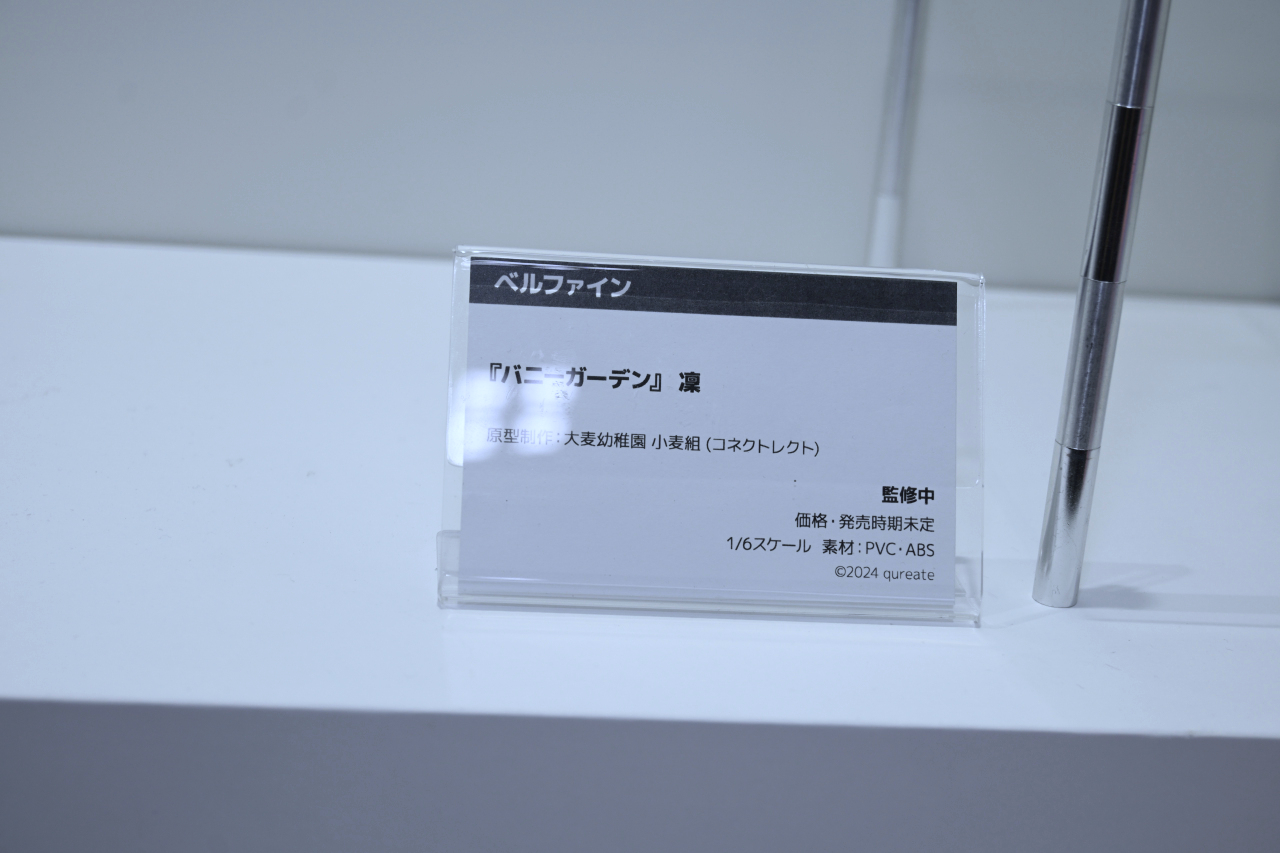 ベルファイン
『バニーガーデン』 凜
原型制作：大麦幼稚園 小麦組 (コネクトレクト)
監修中
価格・発売時期未定
1/6スケール 素材：PVC・ABS
©2024 qureate